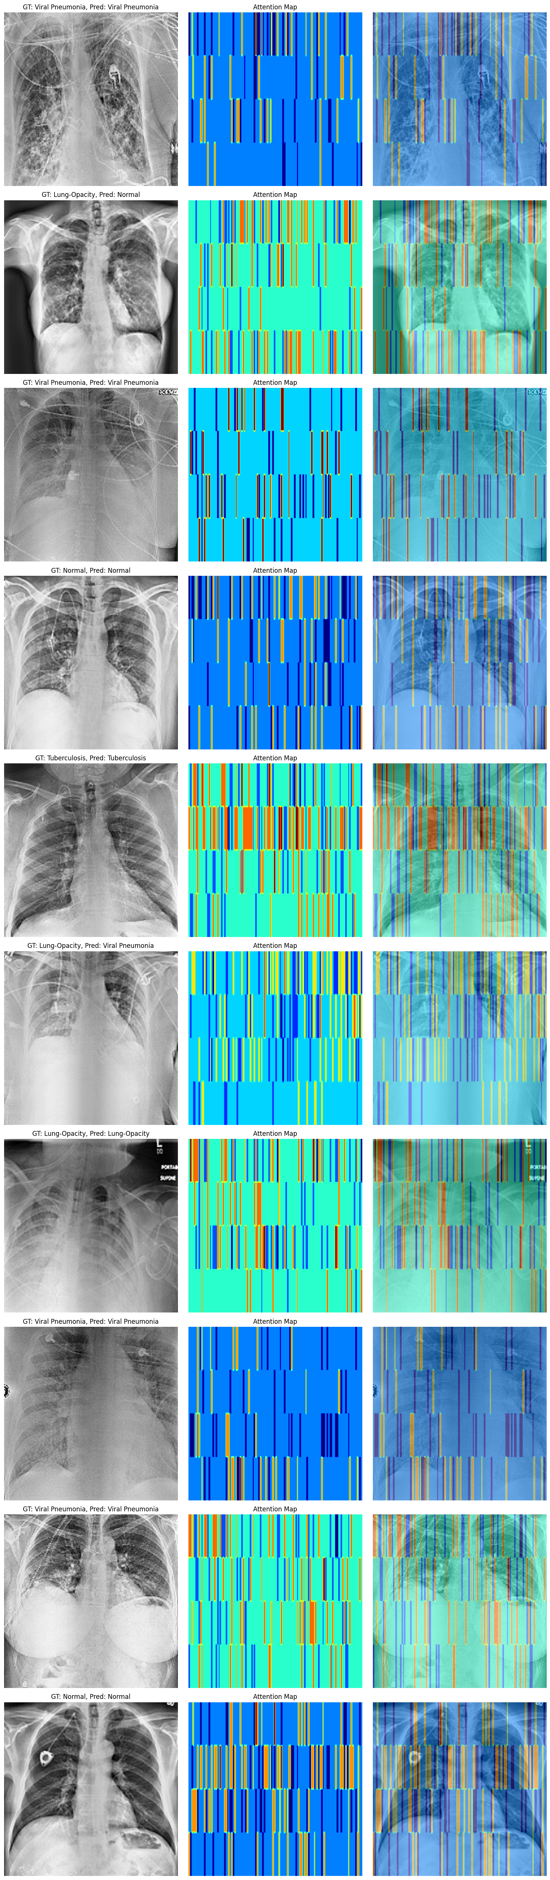 GT: Viral Pneumonia, Pred: Viral Pneumonia
Attention Map
GT: Lung-Opacity, Pred: Normal
Attention Map
GT: Viral Pneumonia, Pred: Viral Pneumonia
Attention Map
GT: Normal, Pred: Normal
Attention Map
GT: Tuberculosis, Pred: Tuberculosis
Attention Map
GT: Lung-Opacity, Pred: Viral Pneumonia
Attention Map
GT: Lung-Opacity, Pred: Lung-Opacity
Attention Map
PORTAB
SUPINE
GT: Viral Pneumonia, Pred: Viral Pneumonia
Attention Map
GT: Viral Pneumonia, Pred: Viral Pneumonia
Attention Map
GT: Normal, Pred: Normal
Attention Map